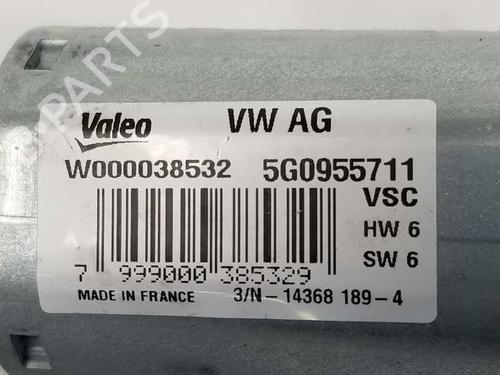 Valeo VW AG
W000038532 5G0955711
VSC
HW 6
SW 6
7 999000 385329
MADE IN FRANCE 3/N-14368 189-4